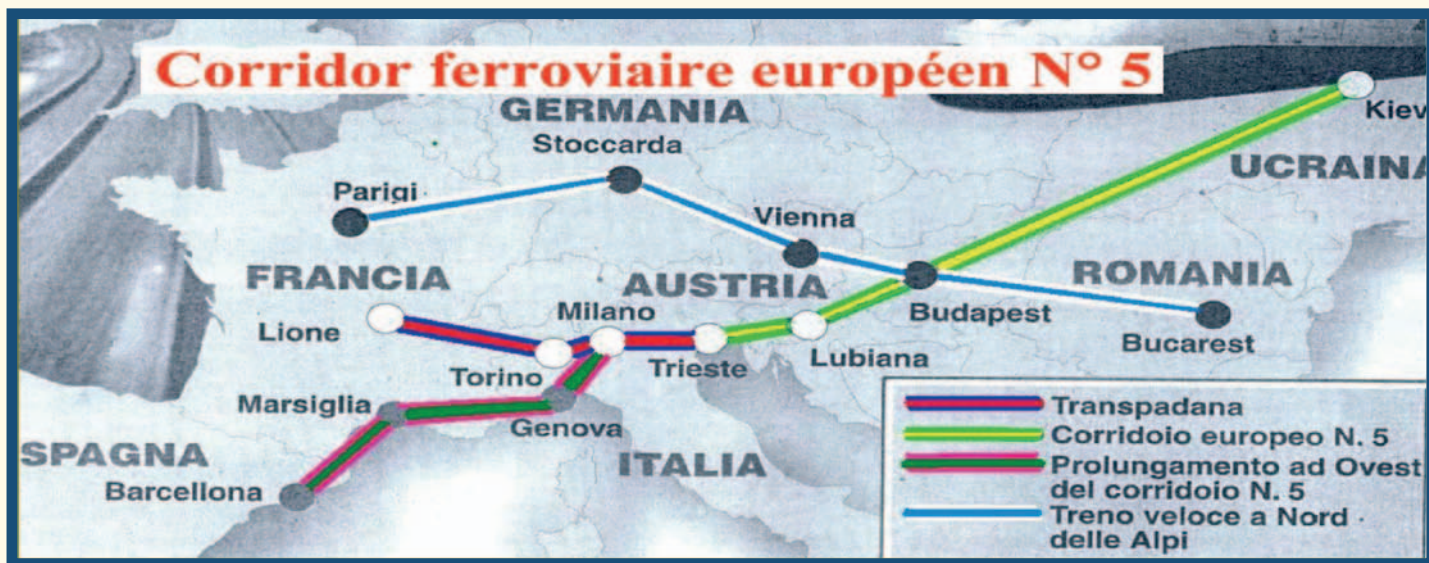 Corridor ferroviaire européen N° 5
GERMANIA
Stoccarda
Kiev
UCRAINA
Parigi
Vienna
FRANCIA
AUSTRIA
ROMANIA
Lione
Milano
Budapest
Torino
Trieste
Lubiana
Bucarest
Marsiglia
Genova
SPAGNA
ITALIA
Barcellona
Transpadana
Corridoio europeo N. 5
Prolungamento ad Ovest
del corridoio N. 5
Treno veloce a Nord
delle Alpi